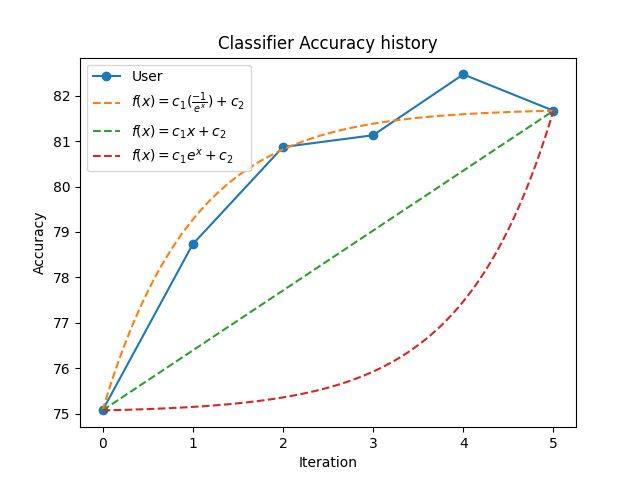 Classifier Accuracy history
User
f(x) = c₁(-1/eˣ) + c₂
f(x) = c₁x + c₂
f(x) = c₁eˣ + c₂
82
81
80
79
78
77
76
75
Accuracy
0 1 2 3 4 5
Iteration